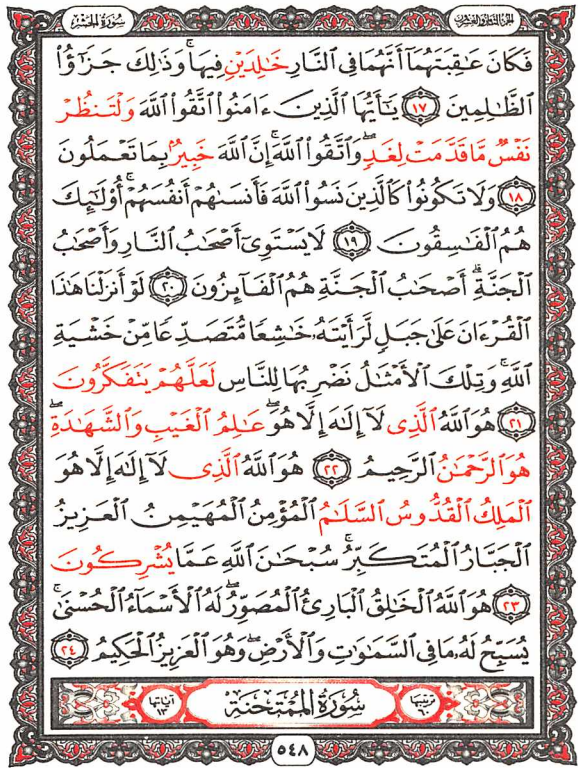 سُورَةُ الحَشْرِ
الجزء الثامن والعشرون
فَكَانَ عَٰقِبَتَهُمَآ أَنَّهُمَا فِى ٱلنَّارِ خَٰلِدَيْنِ فِيهَا ۚ وَذَٰلِكَ جَزَٰٓؤُا۟
ٱلظَّٰلِمِينَ ١٧ يَٰٓأَيُّهَا ٱلَّذِينَ ءَامَنُوا۟ ٱتَّقُوا۟ ٱللَّهَ وَلْتَنظُرْ
نَفْسٌ مَّا قَدَّمَتْ لِغَدٍ ۖ وَٱتَّقُوا۟ ٱللَّهَ ۚ إِنَّ ٱللَّهَ خَبِيرٌۢ بِمَا تَعْمَلُونَ
١٨ وَلَا تَكُونُوا۟ كَٱلَّذِينَ نَسُوا۟ ٱللَّهَ فَأَنسَىٰهُمْ أَنفُسَهُمْ ۚ أُو۟لَٰٓئِكَ
هُمُ ٱلْفَٰسِقُونَ ١٩ لَا يَسْتَوِىٓ أَصْحَٰبُ ٱلنَّارِ وَأَصْحَٰبُ
ٱلْجَنَّةِ ۚ أَصْحَٰبُ ٱلْجَنَّةِ هُمُ ٱلْفَآئِزُونَ ٢٠ لَوْ أَنزَلْنَا هَٰذَا
ٱلْقُرْءَانَ عَلَىٰ جَبَلٍ لَّرَأَيْتَهُۥ خَٰشِعًا مُّتَصَدِّعًا مِّنْ خَشْيَةِ
ٱللَّهِ ۚ وَتِلْكَ ٱلْأَمْثَٰلُ نَضْرِبُهَا لِلنَّاسِ لَعَلَّهُمْ يَتَفَكَّرُونَ
٢١ هُوَ ٱللَّهُ ٱلَّذِى لَآ إِلَٰهَ إِلَّا هُوَ ۖ عَٰلِمُ ٱلْغَيْبِ وَٱلشَّهَٰدَةِ ۖ
هُوَ ٱلرَّحْمَٰنُ ٱلرَّحِيمُ ٢٢ هُوَ ٱللَّهُ ٱلَّذِى لَآ إِلَٰهَ إِلَّا هُوَ
ٱلْمَلِكُ ٱلْقُدُّوسُ ٱلسَّلَٰمُ ٱلْمُؤْمِنُ ٱلْمُهَيْمِنُ ٱلْعَزِيزُ
ٱلْجَبَّارُ ٱلْمُتَكَبِّرُ ۚ سُبْحَٰنَ ٱللَّهِ عَمَّا يُشْرِكُونَ
٢٣ هُوَ ٱللَّهُ ٱلْخَٰلِقُ ٱلْبَارِئُ ٱلْمُصَوِّرُ ۖ لَهُ ٱلْأَسْمَآءُ ٱلْحُسْنَىٰ ۚ
يُسَبِّحُ لَهُۥ مَا فِى ٱلسَّمَٰوَٰتِ وَٱلْأَرْضِ ۖ وَهُوَ ٱلْعَزِيزُ ٱلْحَكِيمُ ٢٤
ترتيبها ٦٠
سُورَةُ المُمْتَحنَة
آياتها ١٣
٥٤٨